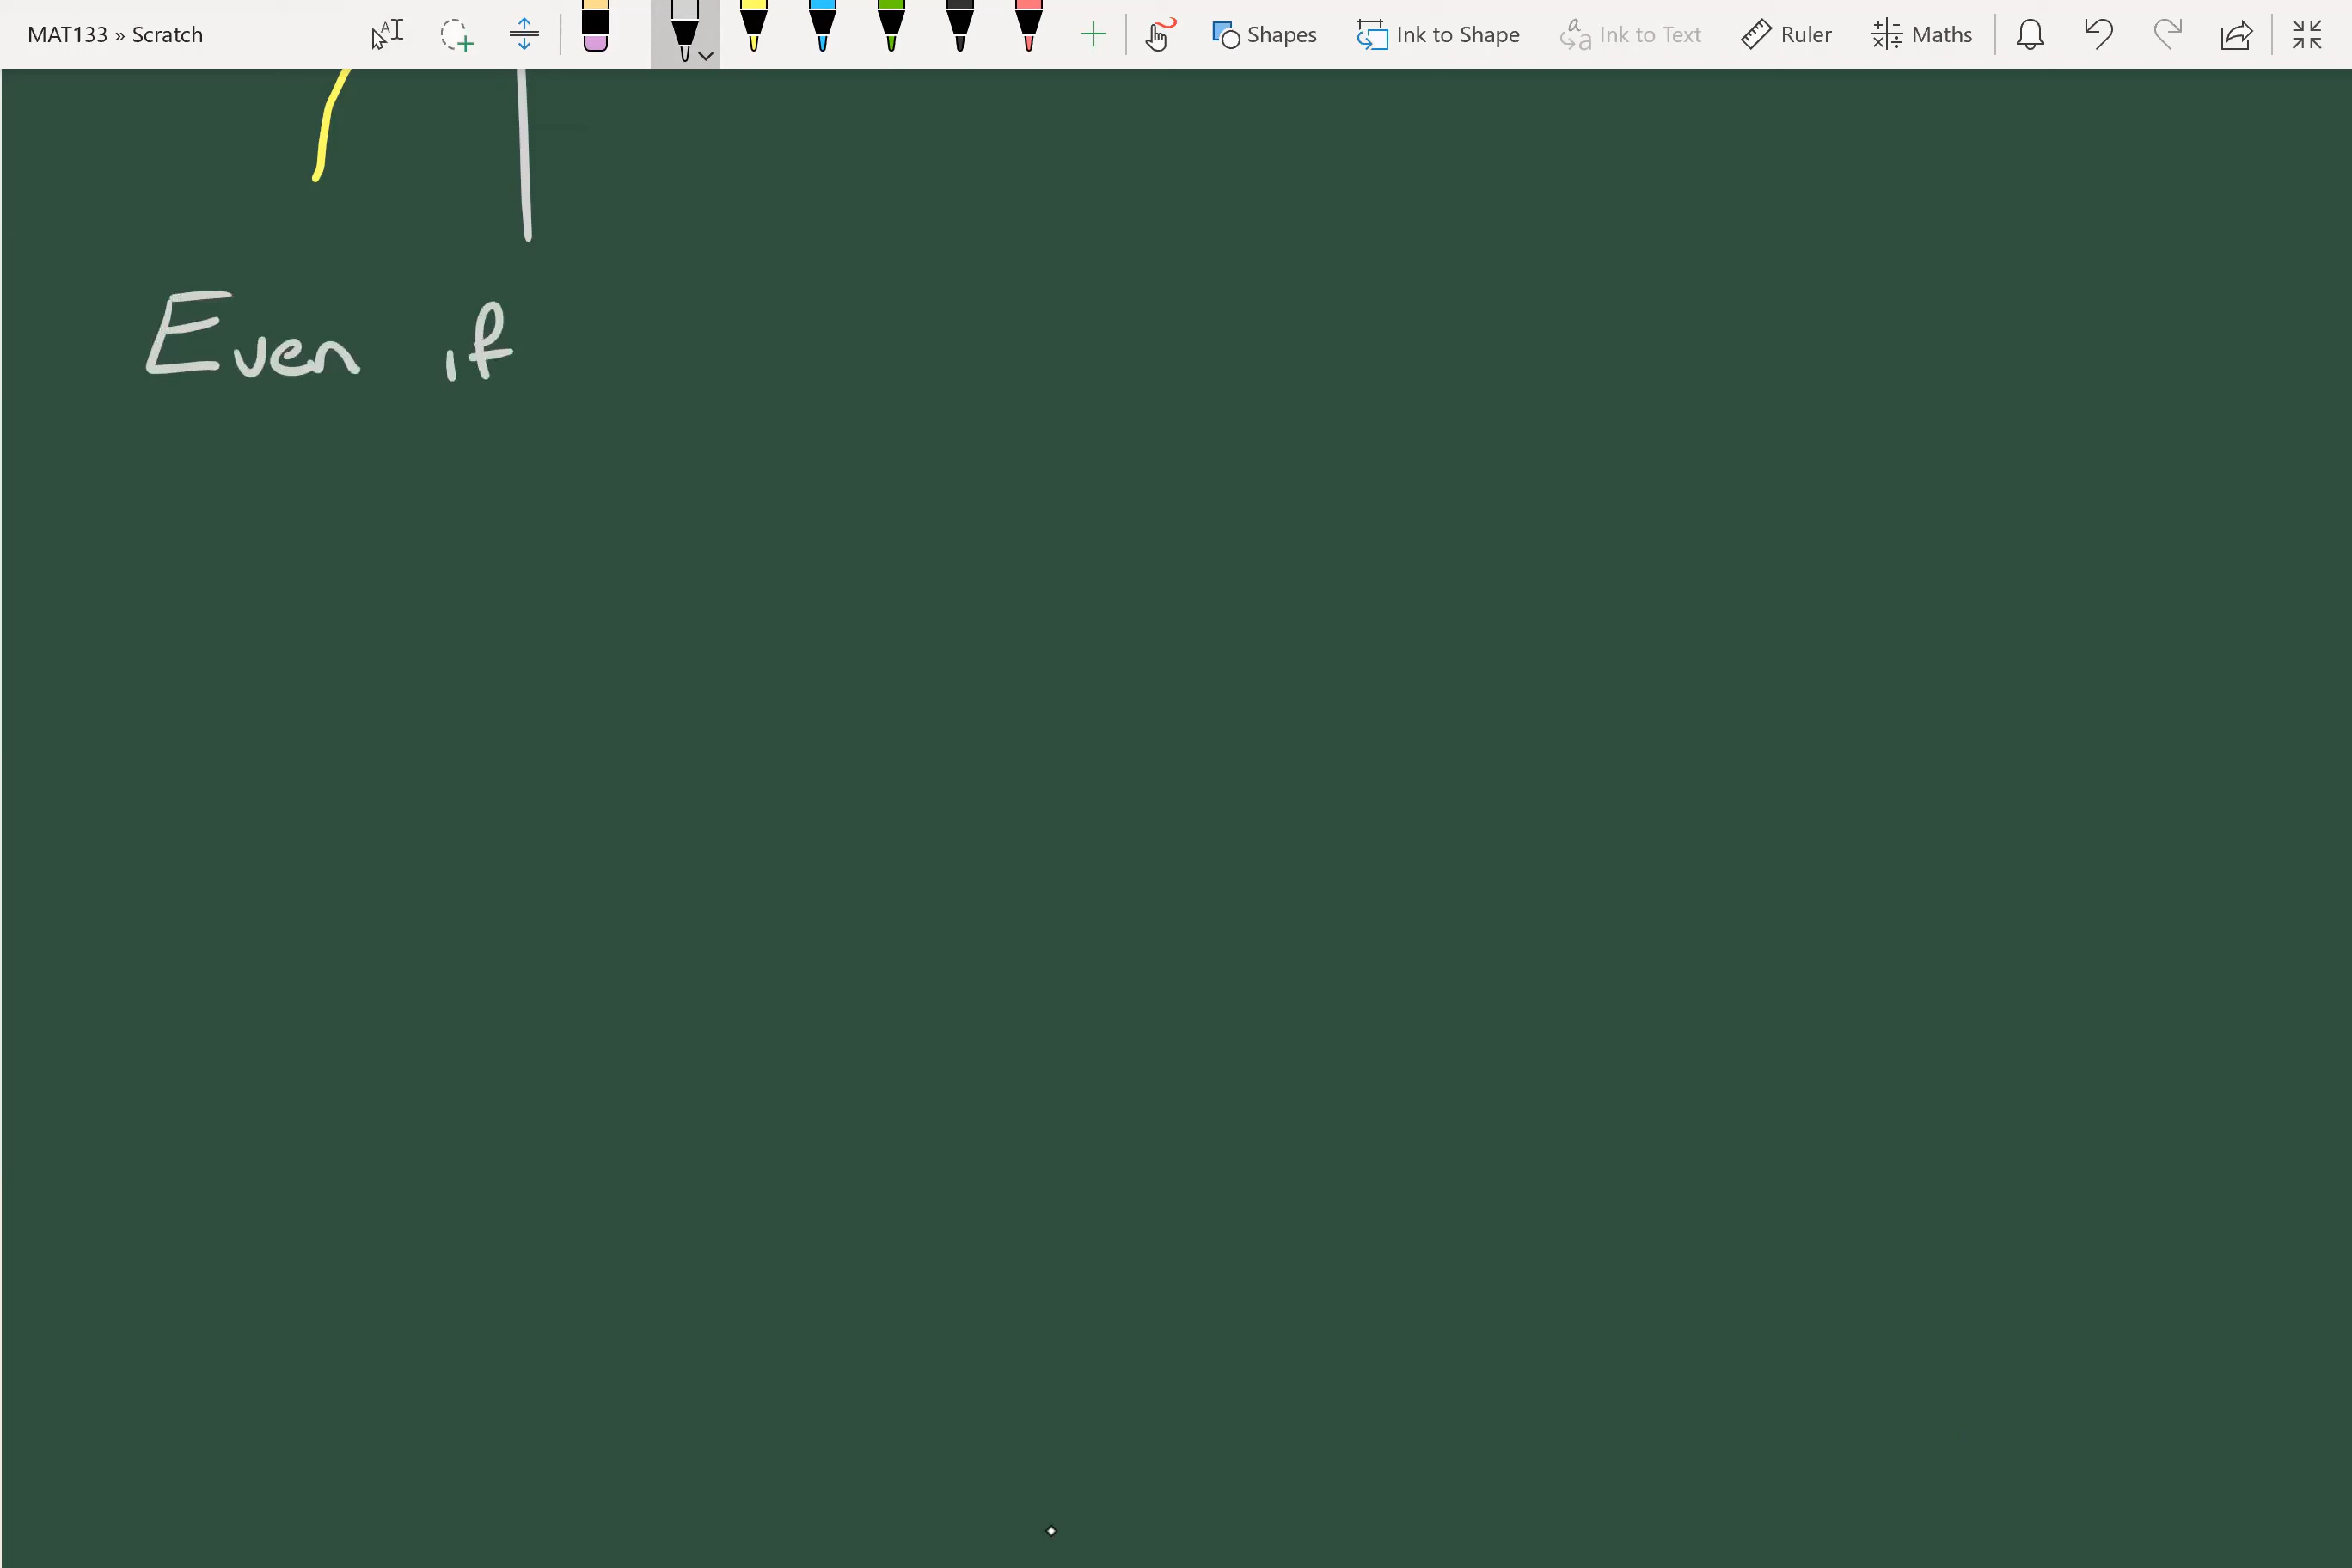 MAT133 » Scratch Shapes Ink to Shape Ink to Text Ruler Maths
Even if